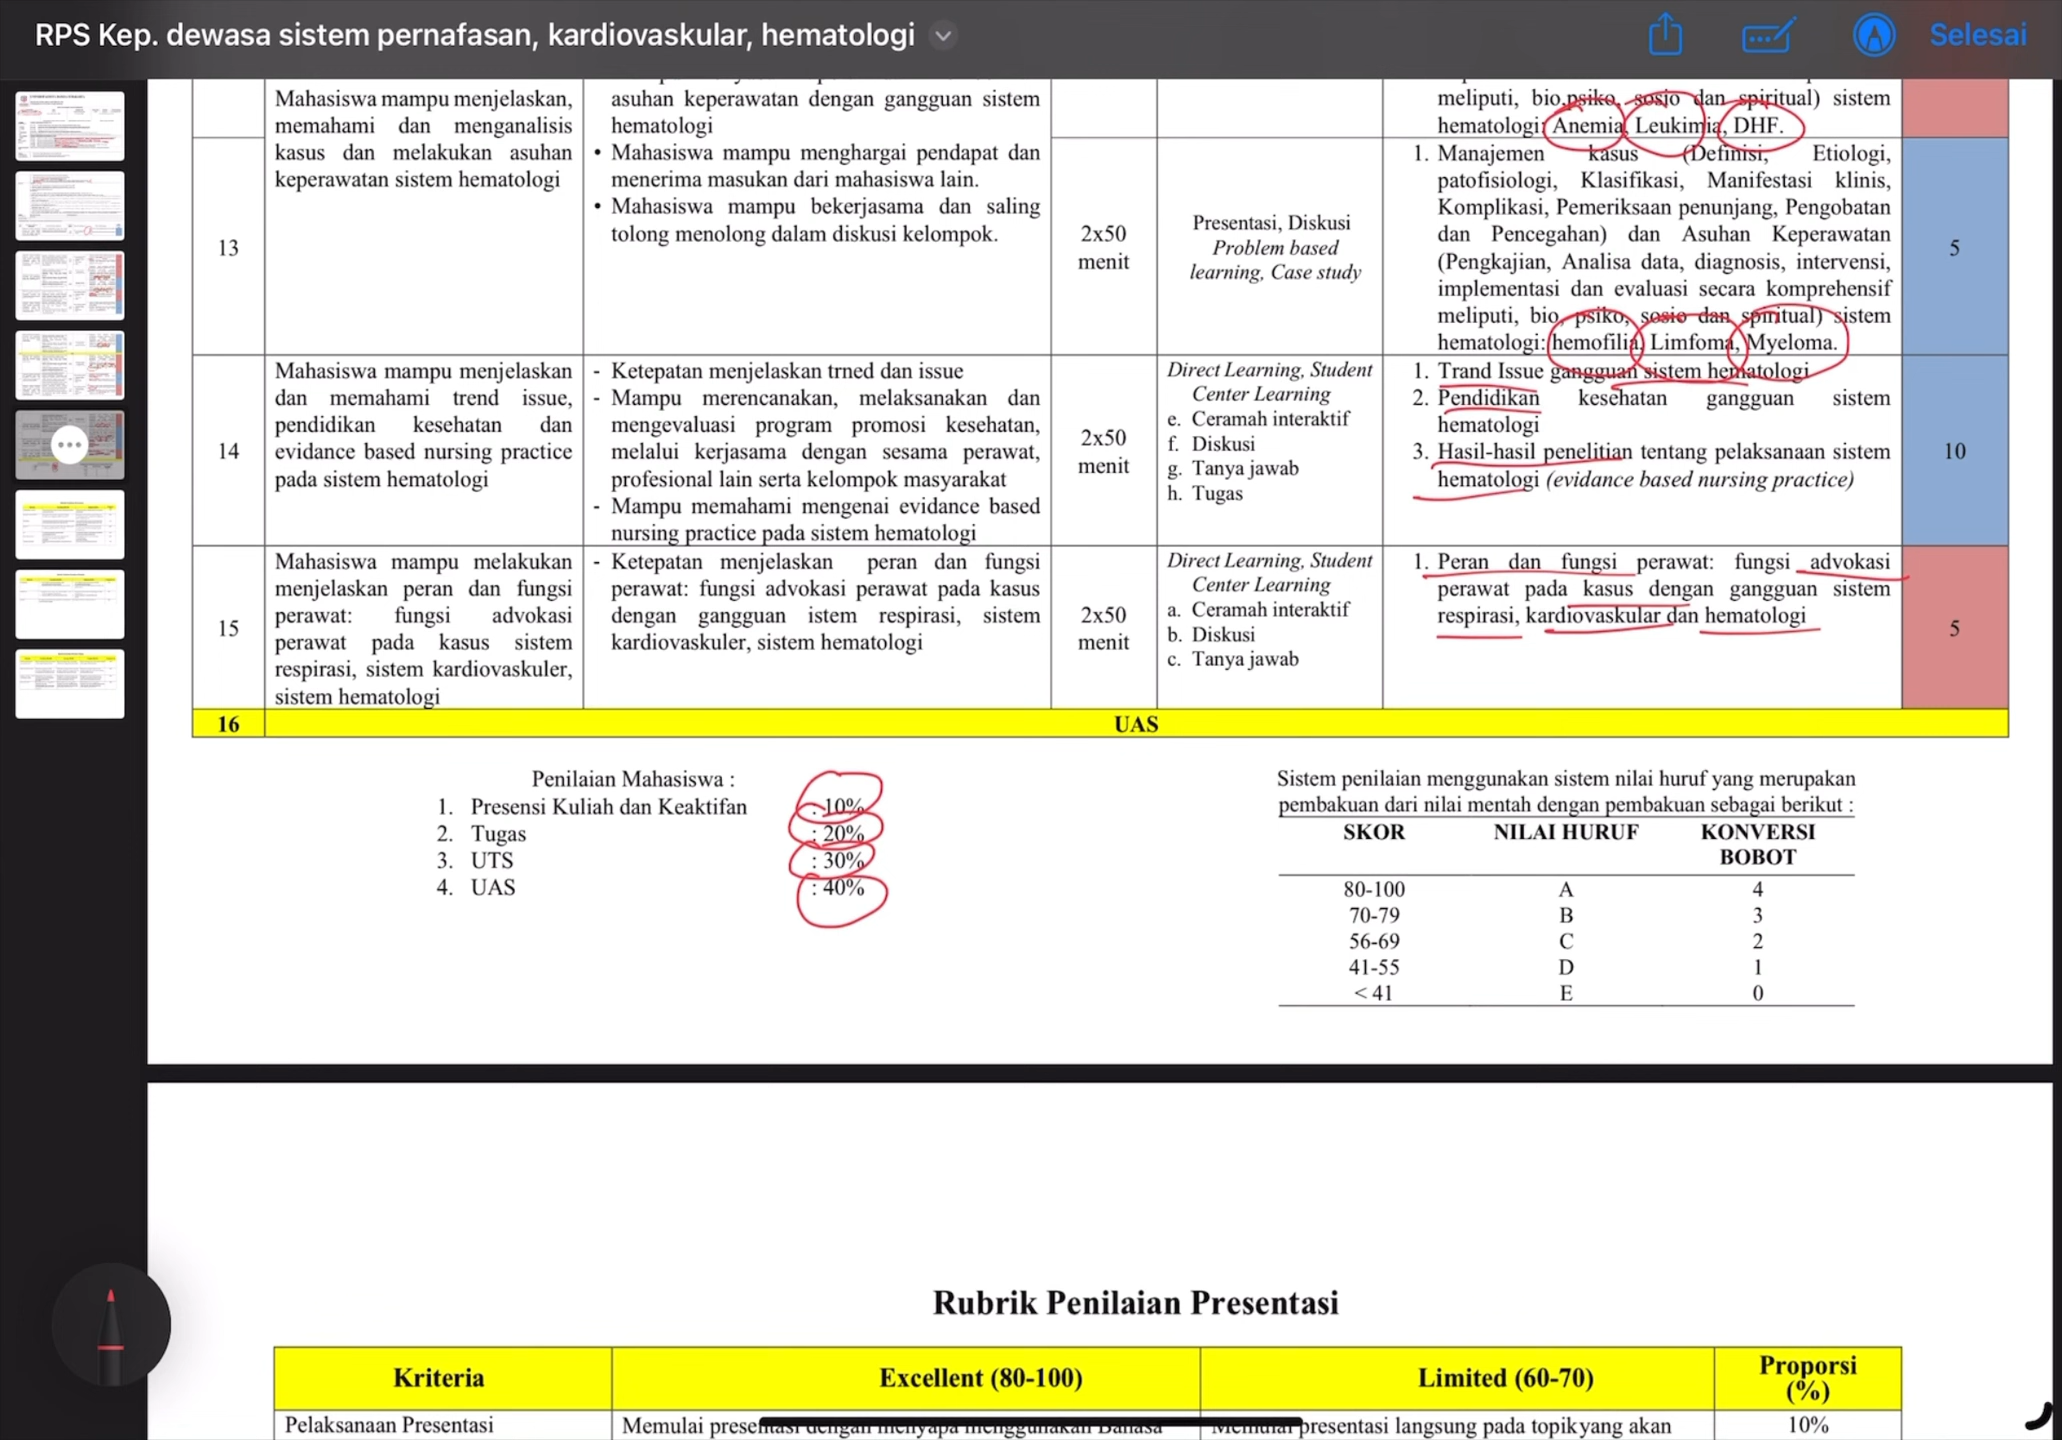 RPS Kep. dewasa sistem pernafasan, kardiovaskular, hematologi
Selesai
Mahasiswa mampu menjelaskan,
memahami dan menganalisis
kasus dan melakukan asuhan
keperawatan sistem hematologi
asuhan keperawatan dengan gangguan sistem
hematologi
• Mahasiswa mampu menghargai pendapat dan
menerima masukan dari mahasiswa lain.
• Mahasiswa mampu bekerjasama dan saling
tolong menolong dalam diskusi kelompok.
meliputi, bio,psiko, sosio dan spiritual) sistem
hematologi: Anemia, Leukimia, DHF.
13
2x50
menit
Presentasi, Diskusi
Problem based
learning, Case study
1. Manajemen kasus (Definisi, Etiologi,
patofisiologi, Klasifikasi, Manifestasi klinis,
Komplikasi, Pemeriksaan penunjang, Pengobatan
dan Pencegahan) dan Asuhan Keperawatan
(Pengkajian, Analisa data, diagnosis, intervensi,
implementasi dan evaluasi secara komprehensif
meliputi, bio, psiko, sosio dan spiritual) sistem
hematologi: hemofilia, Limfoma, Myeloma.
5
14
Mahasiswa mampu menjelaskan
dan memahami trend issue,
pendidikan kesehatan dan
evidence based nursing practice
pada sistem hematologi
- Ketepatan menjelaskan trned dan issue
- Mampu merencanakan, melaksanakan dan
mengevaluasi program promosi kesehatan,
melalui kerjasama dengan sesama perawat,
profesional lain serta kelompok masyarakat
- Mampu memahami mengenai evidence based
nursing practice pada sistem hematologi
2x50
menit
Direct Learning, Student
Center Learning
e. Ceramah interaktif
f. Diskusi
g. Tanya jawab
h. Tugas
1. Trand Issue gangguan sistem hematologi
2. Pendidikan kesehatan gangguan sistem
hematologi
3. Hasil-hasil penelitian tentang pelaksanaan sistem
hematologi (evidence based nursing practice)
10
15
Mahasiswa mampu melakukan
menjelaskan peran dan fungsi
perawat: fungsi advokasi
perawat pada kasus sistem
respirasi, sistem kardiovaskuler,
sistem hematologi
- Ketepatan menjelaskan peran dan fungsi
perawat: fungsi advokasi perawat pada kasus
dengan gangguan istem respirasi, sistem
kardiovaskuler, sistem hematologi
2x50
menit
Direct Learning, Student
Center Learning
a. Ceramah interaktif
b. Diskusi
c. Tanya jawab
1. Peran dan fungsi perawat: fungsi advokasi
perawat pada kasus dengan gangguan sistem
respirasi, kardiovaskular dan hematologi
5
16 UAS
Penilaian Mahasiswa :
1. Presensi Kuliah dan Keaktifan : 10%
2. Tugas : 20%
3. UTS : 30%
4. UAS : 40%
Sistem penilaian menggunakan sistem nilai huruf yang merupakan
pembakuan dari nilai mentah dengan pembakuan sebagai berikut :
SKOR NILAI HURUF KONVERSI
BOBOT
80-100 A 4
70-79 B 3
56-69 C 2
41-55 D 1
< 41 E 0
Rubrik Penilaian Presentasi
Kriteria Excellent (80-100) Limited (60-70) Proporsi
(%)
Pelaksanaan Presentasi Memulai presentasi dengan menyapa menggunakan Bahasa Memulai presentasi langsung pada topik yang akan 10%